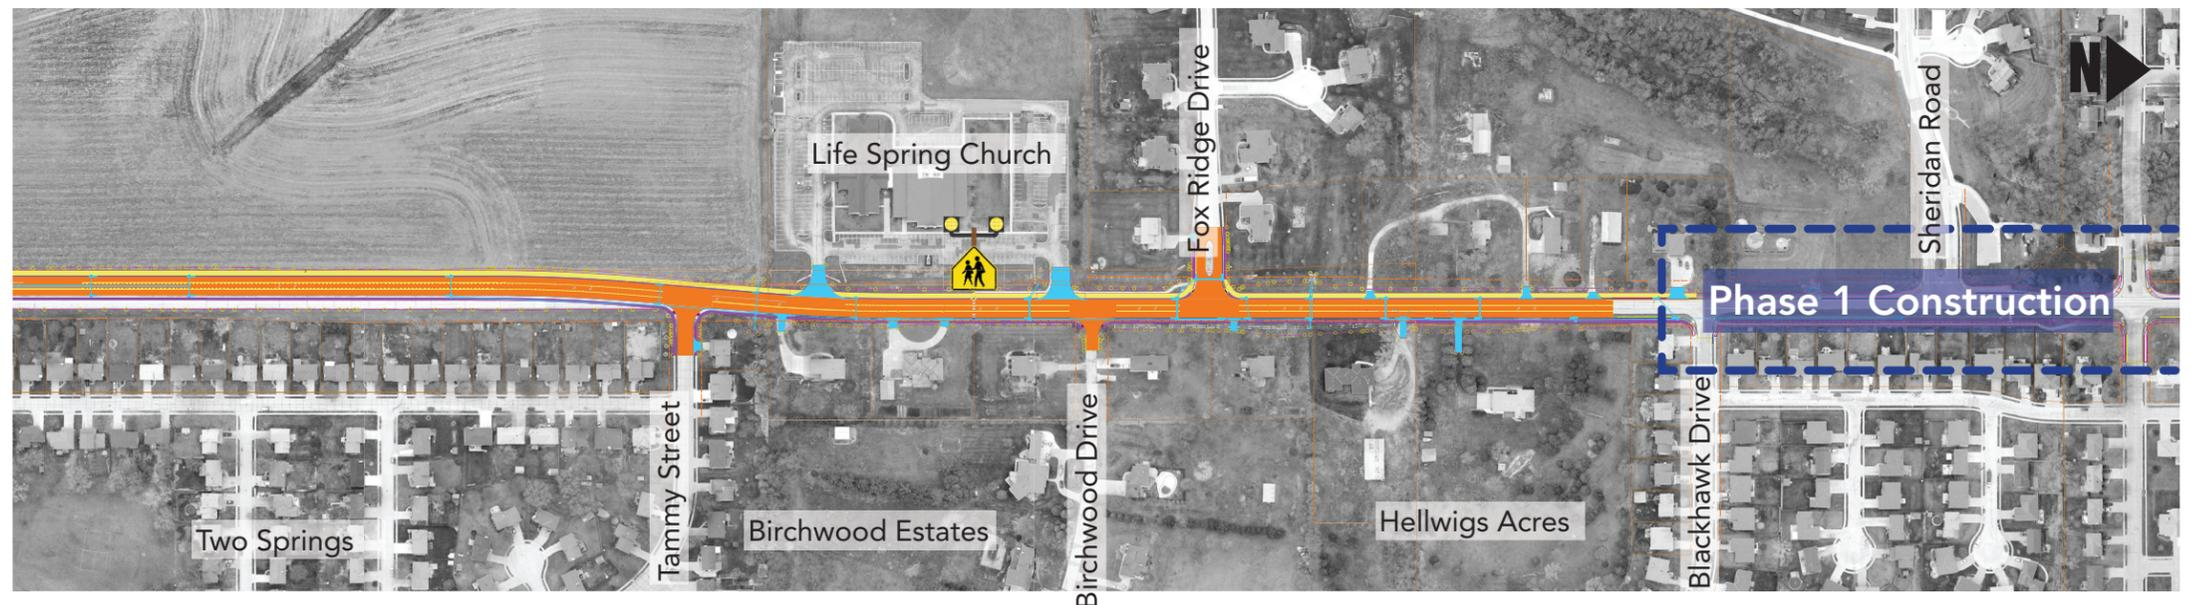 N
Fox Ridge Drive
Sheridan Road
Life Spring Church
Phase 1 Construction
Tammy Street
Birchwood Drive
Blackhawk Drive
Two Springs
Birchwood Estates
Hellwigs Acres